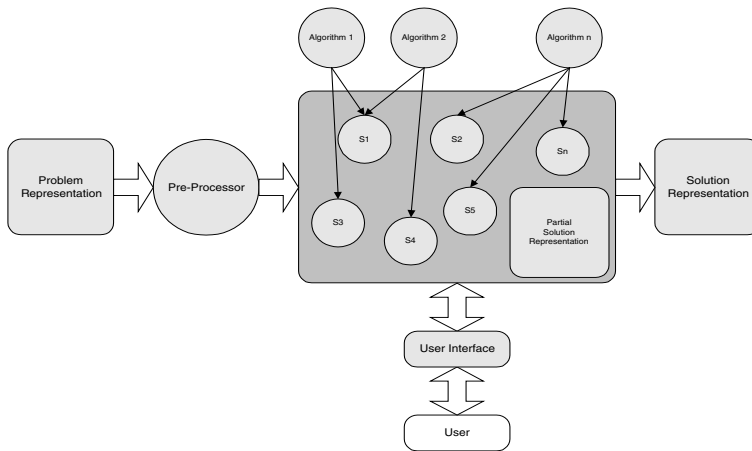 Algorithm 1
Algorithm 2
Algorithm n
S1
S2
Sn
Problem
Representation
Pre-Processor
Solution
Representation
S3
S4
S5
Partial
Solution
Representation
User Interface
User